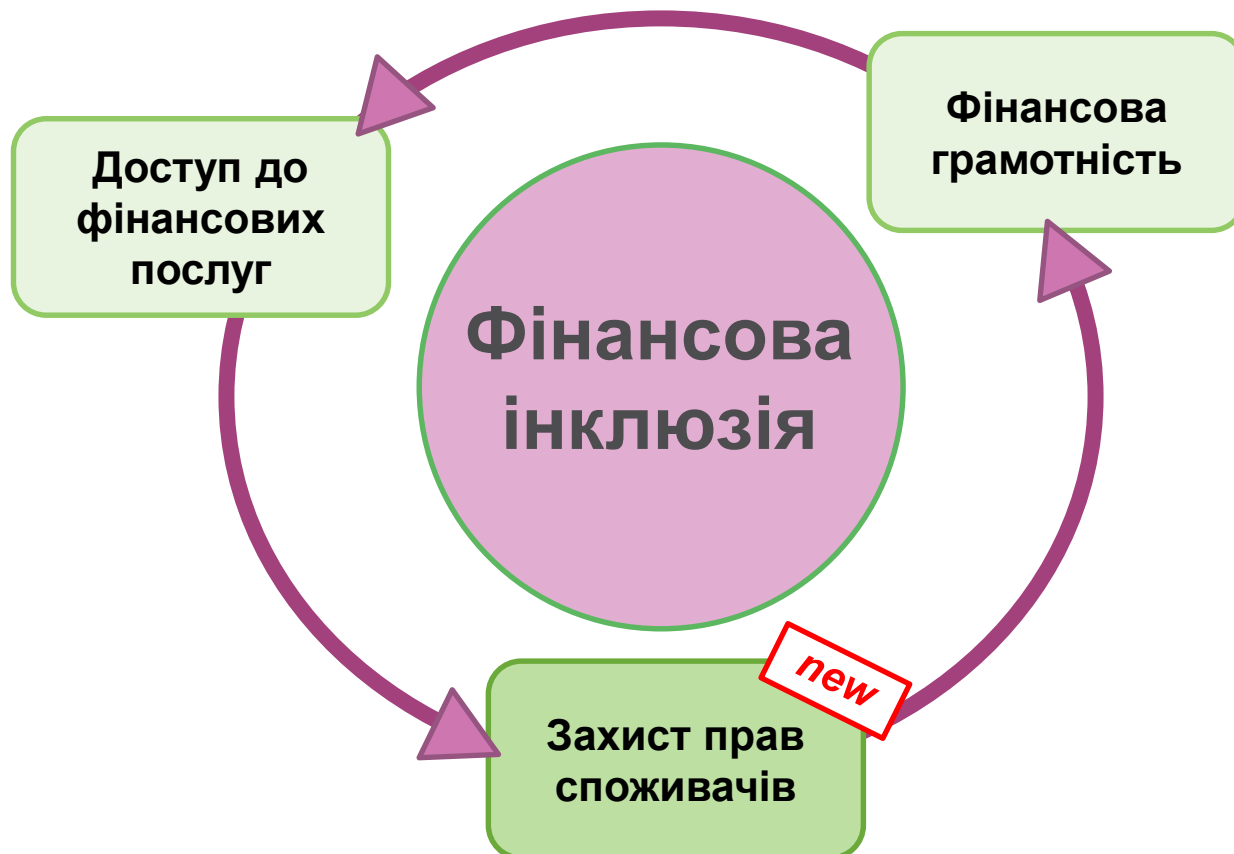 Фінансова
грамотність
Доступ до
фінансових
послуг
Фінансова
інклюзія
new
Захист прав
споживачів